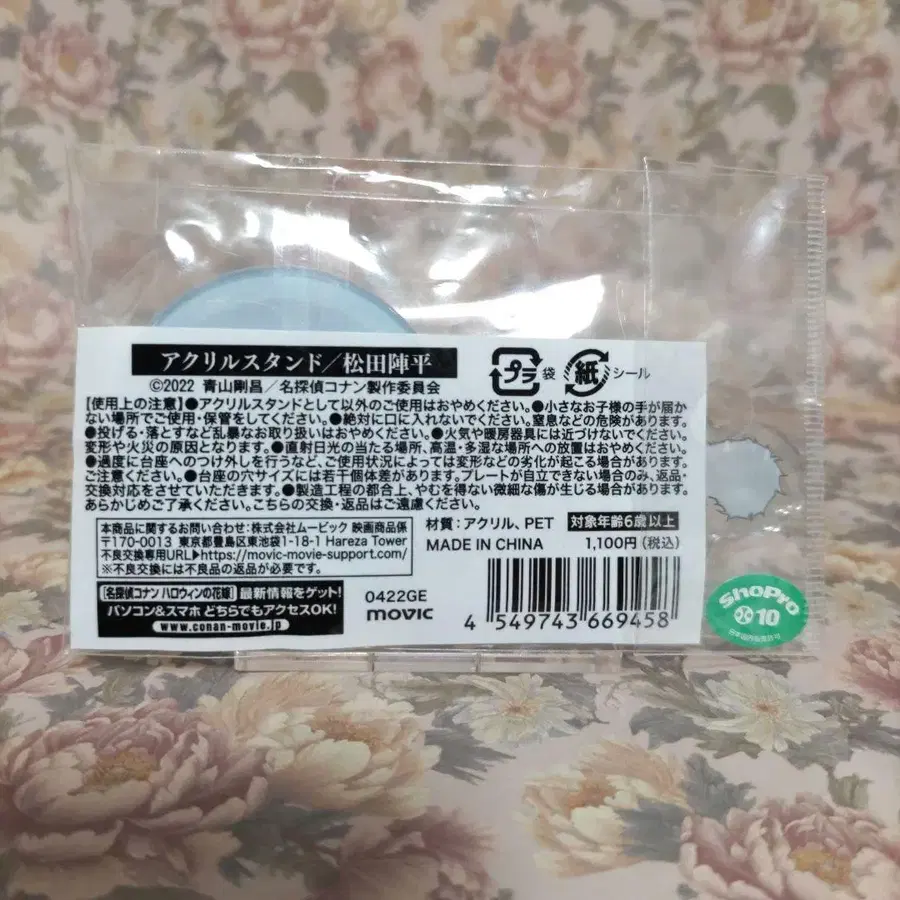 アクリルスタンド／松田陣平
プラ 袋 紙 シール
©2022 青山剛昌／名探偵コナン製作委員会
【使用上の注意】●アクリルスタンドとして以外のご使用はおやめください。●小さなお子様の手が届か
ない場所でご使用・保管をしてください。●絶対に口に入れないでください。窒息などの危険があります。
●投げる・落とすなど乱暴なお取り扱いはおやめください。●火気や暖房器具には近づけないでください。
変形や火災の原因となります。●直射日光の当たる場所、高温・多湿な場所への放置はおやめください。
●過度に台座へのつけ外しを行うなど、ご使用状況によっては変形などの劣化が起こる場合があります。
ご注意ください。●台座の穴サイズには若干個体差があります。プレートが自立できない場合のみ、返品・
交換対応をさせていただきます。●製造工程の都合上、やむを得ない微細な傷が生じる場合があります。
あらかじめご了承ください。こちらの交換・返品はご遠慮ください。
本商品に関するお問い合わせ：株式会社ムービック 映画商品係
〒170-0013 東京都豊島区東池袋1-18-1 Hareza Tower
不良交換専用URL▶https://movic-movie-support.com/
※不良交換には不良品の返品が必要です。
材質：アクリル、PET 対象年齢6歳以上
MADE IN CHINA 1,100円（税込）
［名探偵コナン ハロウィンの花嫁］最新情報をゲット！
パソコン&スマホ どちらでもアクセスOK!
www.conan-movie.jp
0422GE
movic
4 549743 669458
ShoPro
10
日本国内販売許可